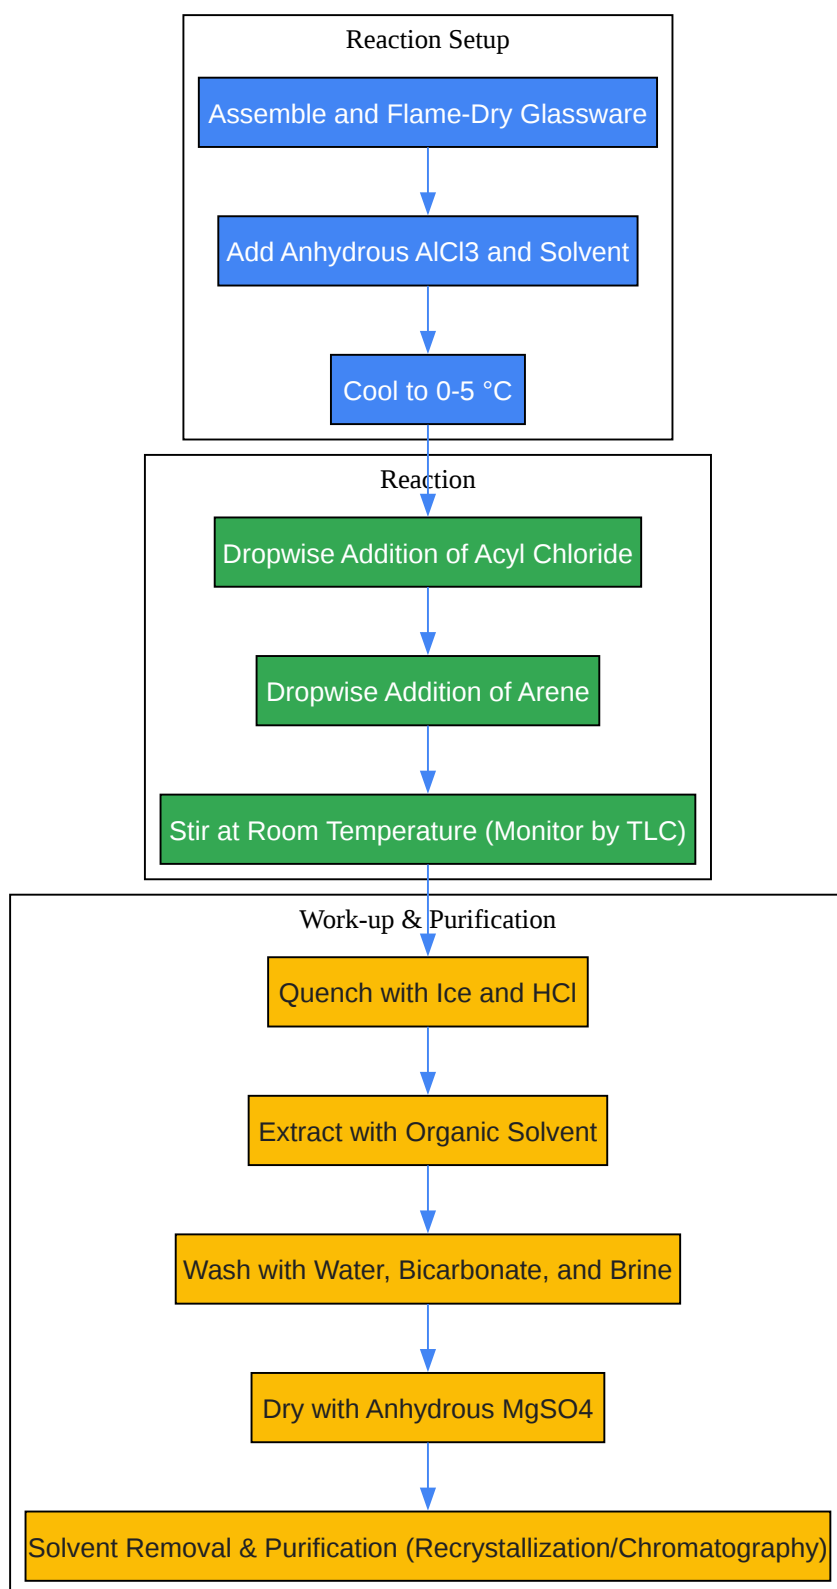 Reaction Setup
Assemble and Flame-Dry Glassware
Add Anhydrous AlCl3 and Solvent
Cool to 0-5 °C
Reaction
Dropwise Addition of Acyl Chloride
Dropwise Addition of Arene
Stir at Room Temperature (Monitor by TLC)
Work-up & Purification
Quench with Ice and HCl
Extract with Organic Solvent
Wash with Water, Bicarbonate, and Brine
Dry with Anhydrous MgSO4
Solvent Removal & Purification (Recrystallization/Chromatography)